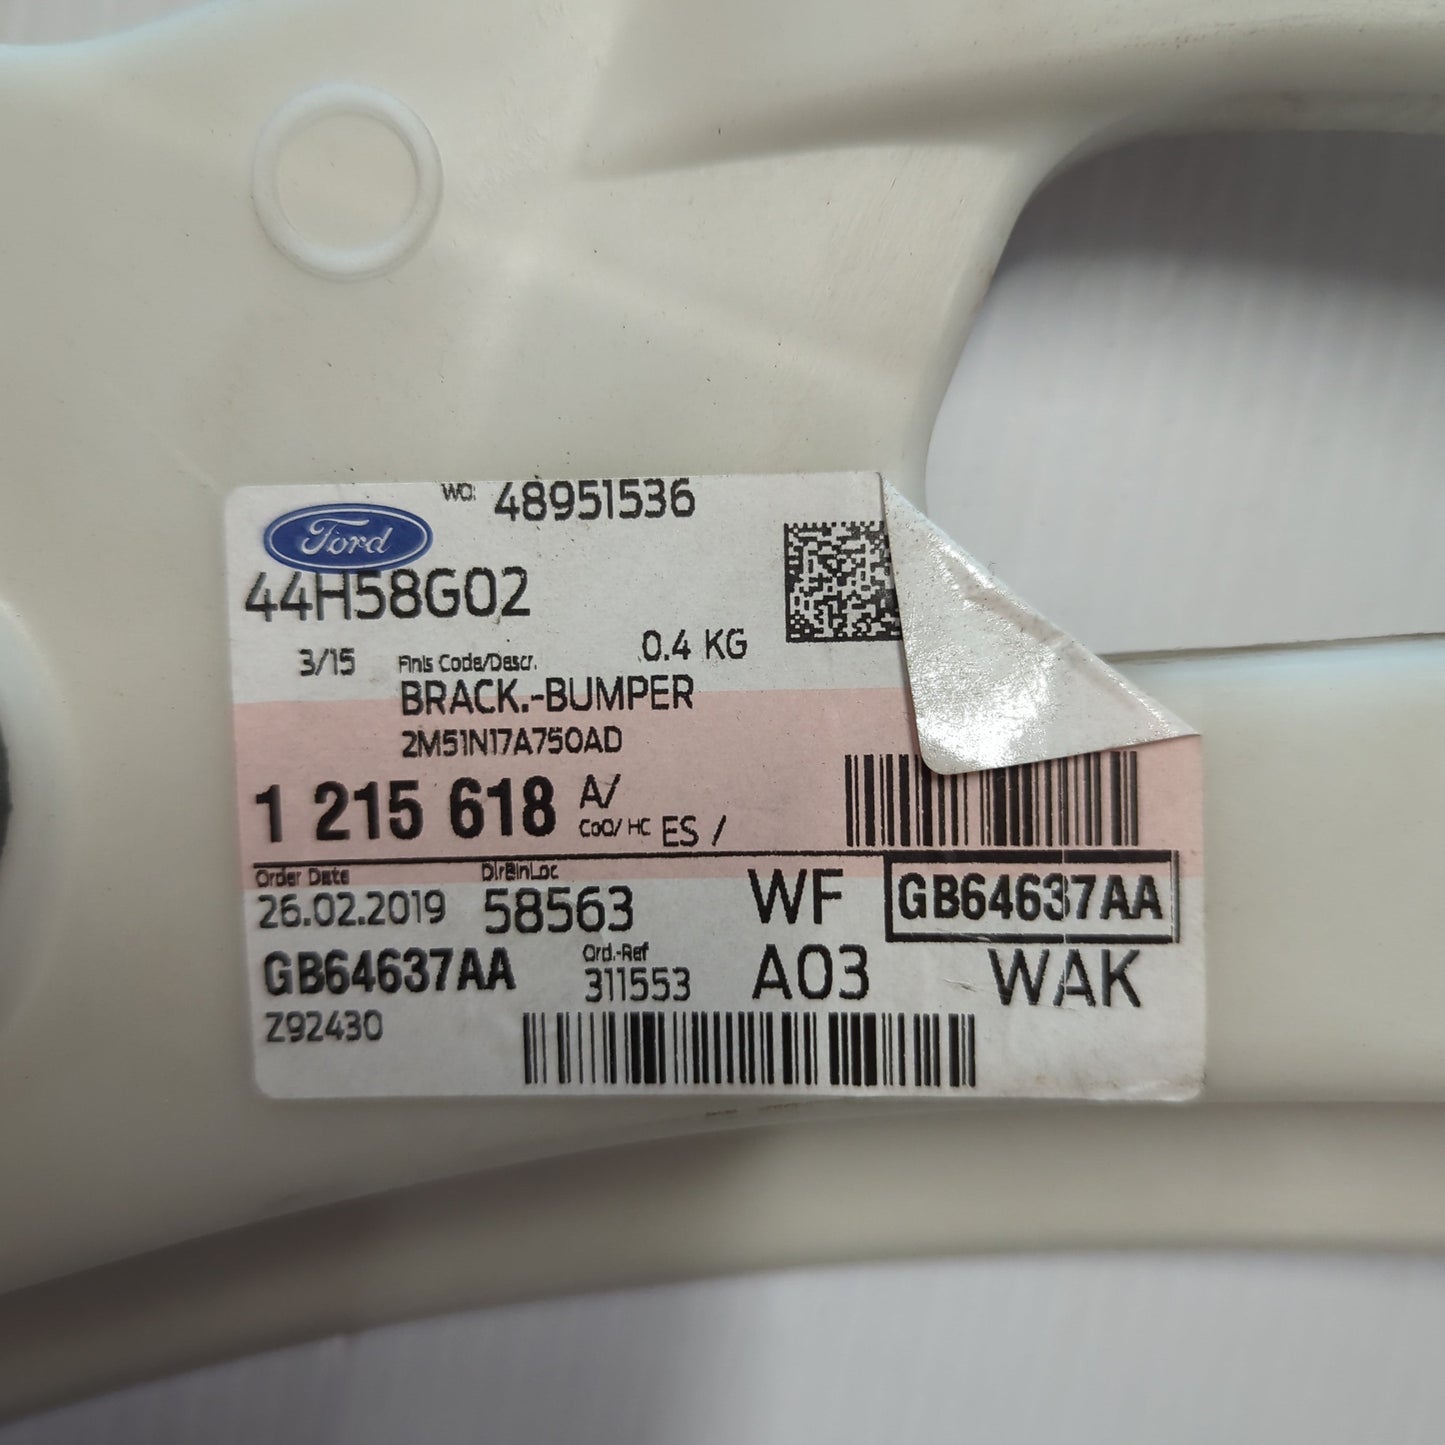 WO: 48951536
Ford
44H58G02
3/15 Finis Code/Descr. 0.4 KG
BRACK.-BUMPER
2M51N17A750AD
1 215 618 A/ CoO/ HC ES /
Order Date DlrBinLoc
26.02.2019 58563 WF GB64637AA
GB64637AA Ord.-Ref 311553 A03 WAK
Z92430